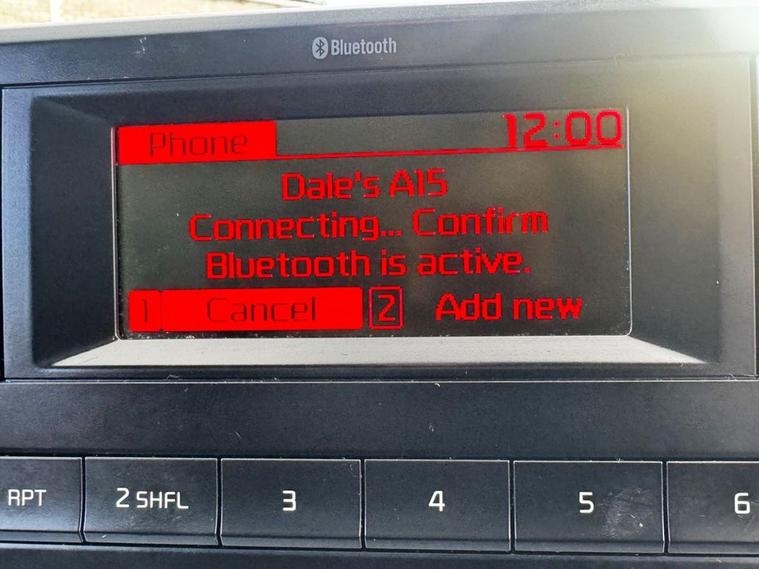 Bluetooth
Phone 12:00
Dale's A15
Connecting... Confirm
Bluetooth is active.
1 Cancel 2 Add new
RPT 2 SHFL 3 4 5 6